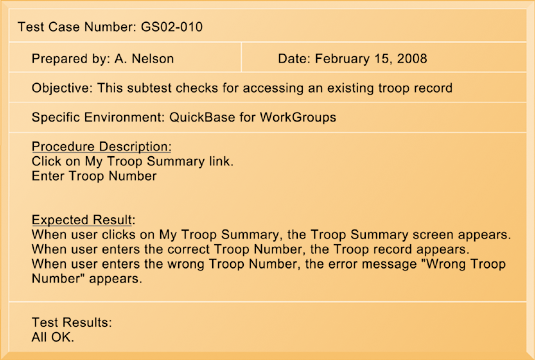 Test Case Number: GS02-010
Prepared by: A. Nelson
Date: February 15, 2008
Objective: This subtest checks for accessing an existing troop record
Specific Environment: QuickBase for WorkGroups
Procedure Description:
Click on My Troop Summary link.
Enter Troop Number
Expected Result:
When user clicks on My Troop Summary, the Troop Summary screen appears.
When user enters the correct Troop Number, the Troop record appears.
When user enters the wrong Troop Number, the error message "Wrong Troop
Number" appears.
Test Results:
All OK.